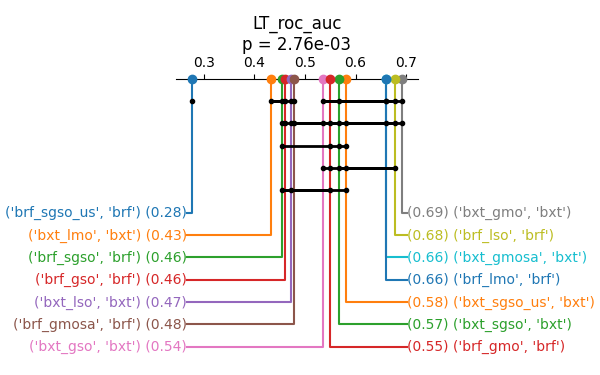 LT_roc_auc
p = 2.76e-03
0.3 0.4 0.5 0.6 0.7
('brf_sgso_us', 'brf') (0.28)
(0.69) ('bxt_gmo', 'bxt')
('bxt_lmo', 'bxt') (0.43)
(0.68) ('brf_lso', 'brf')
('brf_sgso', 'brf') (0.46)
(0.66) ('bxt_gmosa', 'bxt')
('brf_gso', 'brf') (0.46)
(0.66) ('brf_lmo', 'brf')
('bxt_lso', 'bxt') (0.47)
(0.58) ('bxt_sgso_us', 'bxt')
('brf_gmosa', 'brf') (0.48)
(0.57) ('bxt_sgso', 'bxt')
('bxt_gso', 'bxt') (0.54)
(0.55) ('brf_gmo', 'brf')